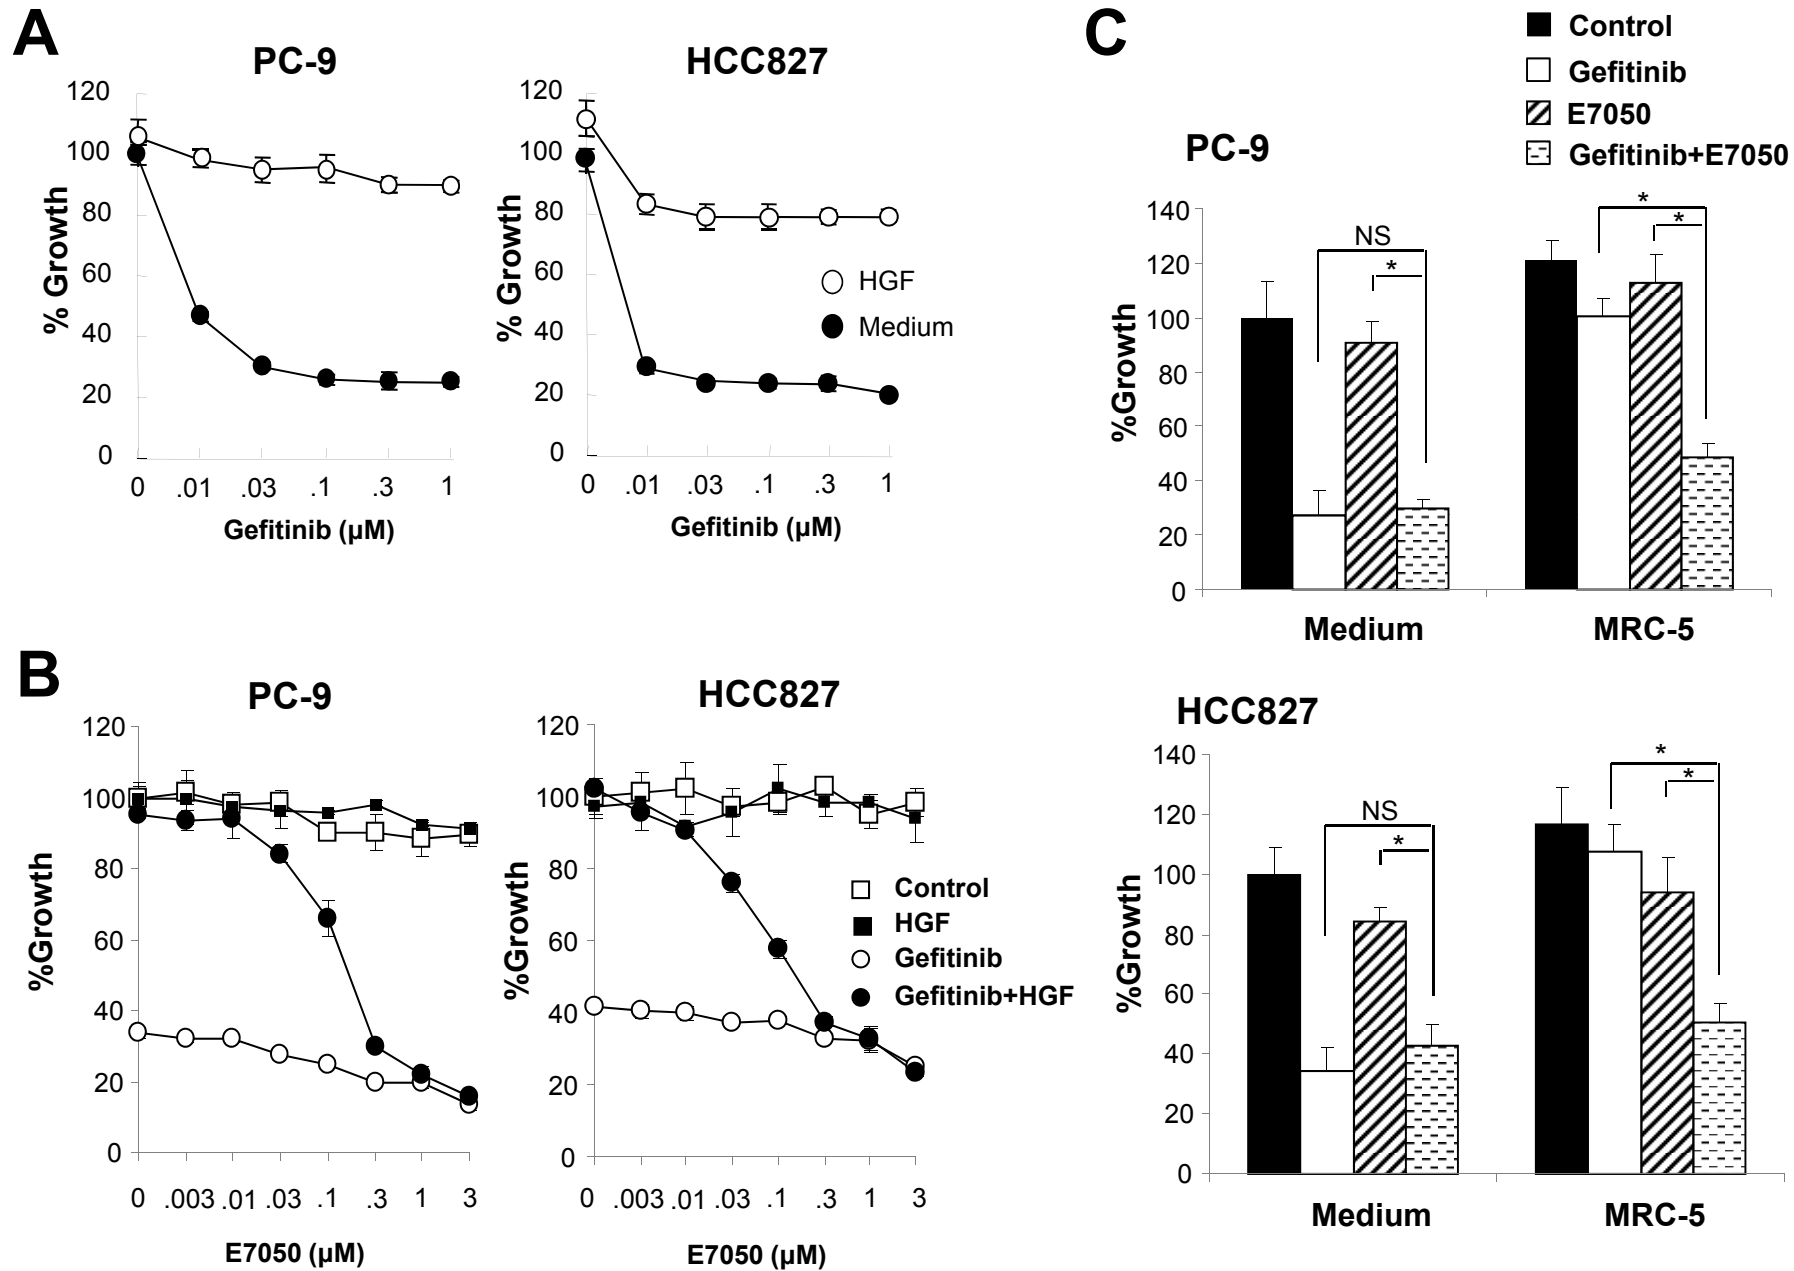 A
PC-9
120
100
80
60
40
20
0
% Growth
0 .01 .03 .1 .3 1
Gefitinib (µM)
HCC827
120
100
80
60
40
20
0
% Growth
HGF
Medium
0 .01 .03 .1 .3 1
Gefitinib (µM)
B
PC-9
120
100
80
60
40
20
0
%Growth
0 .003 .01 .03 .1 .3 1 3
E7050 (µM)
HCC827
120
100
80
60
40
20
0
%Growth
Control
HGF
Gefitinib
Gefitinib+HGF
0 .003 .01 .03 .1 .3 1 3
E7050 (µM)
C
Control
Gefitinib
E7050
Gefitinib+E7050
PC-9
140
120
100
80
60
40
20
0
%Growth
NS
*
*
*
Medium MRC-5
HCC827
140
120
100
80
60
40
20
0
%Growth
NS
*
*
*
Medium MRC-5